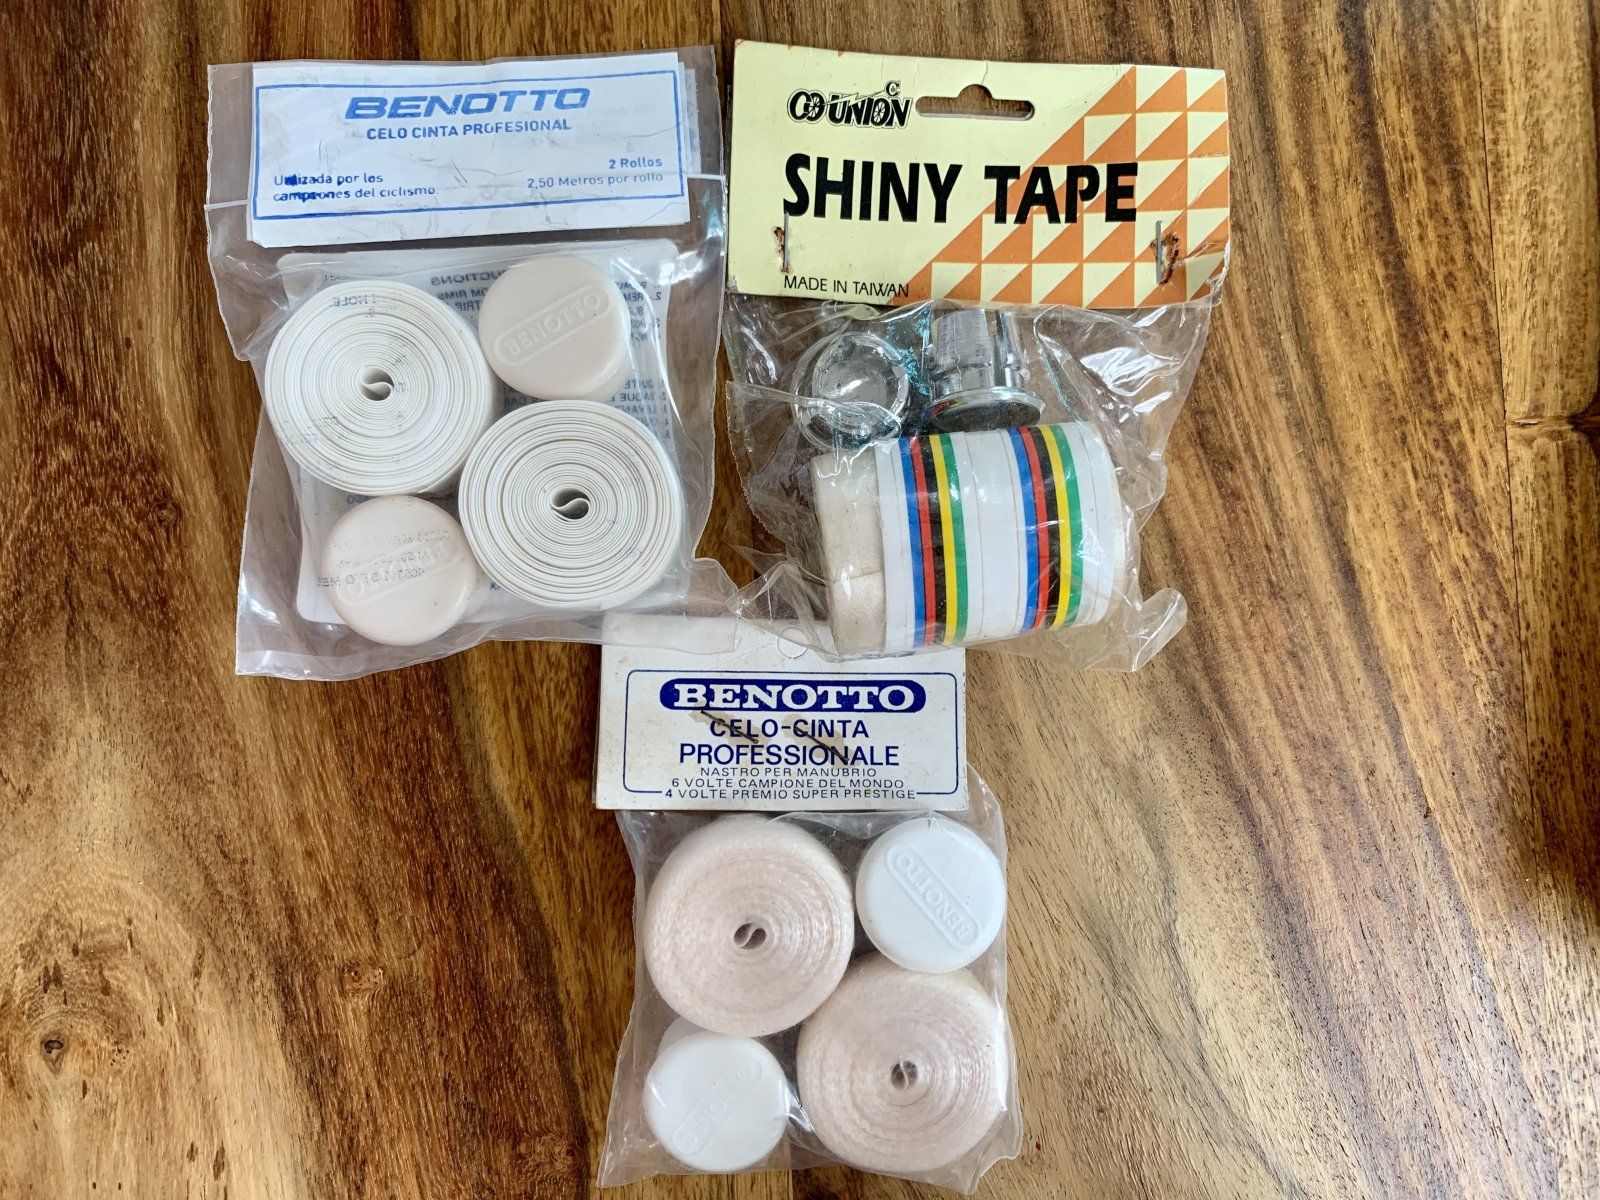 BENOTTO
CELO CINTA PROFESIONAL
2 Rollos
Utilizada por los
2,50 Metros por rollo
campeones del ciclismo.
BENOTTO
CO UNION
SHINY TAPE
MADE IN TAIWAN
BENOTTO
CELO-CINTA
PROFESSIONALE
NASTRO PER MANUBRIO
6 VOLTE CAMPIONE DEL MONDO
4 VOLTE PREMIO SUPER PRESTIGE
BENOTTO
BENOTTO